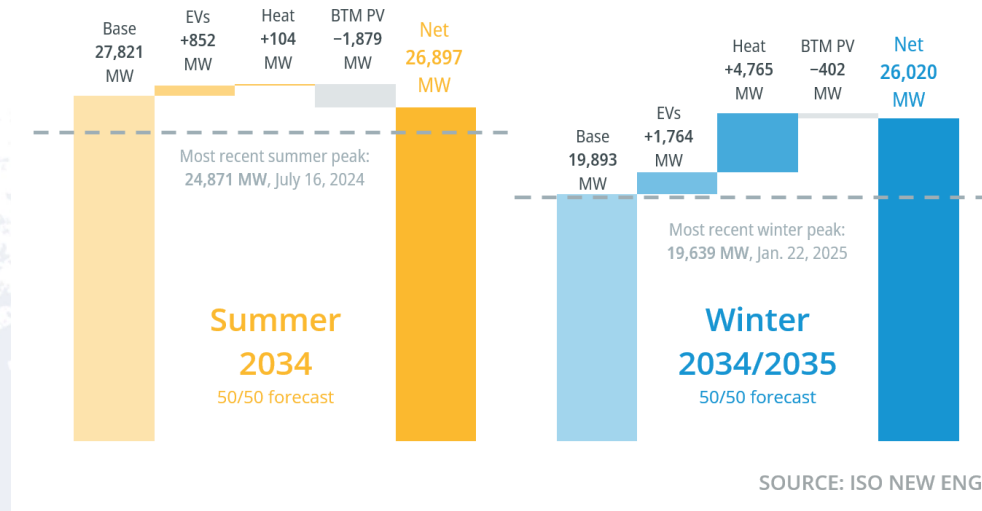 Base
27,821
MW
EVs
+852
MW
Heat
+104
MW
BTM PV
−1,879
MW
Net
26,897
MW
Most recent summer peak:
24,871 MW, July 16, 2024
Summer
2034
50/50 forecast
Base
19,893
MW
EVs
+1,764
MW
Heat
+4,765
MW
BTM PV
−402
MW
Net
26,020
MW
Most recent winter peak:
19,639 MW, Jan. 22, 2025
Winter
2034/2035
50/50 forecast
SOURCE: ISO NEW ENG